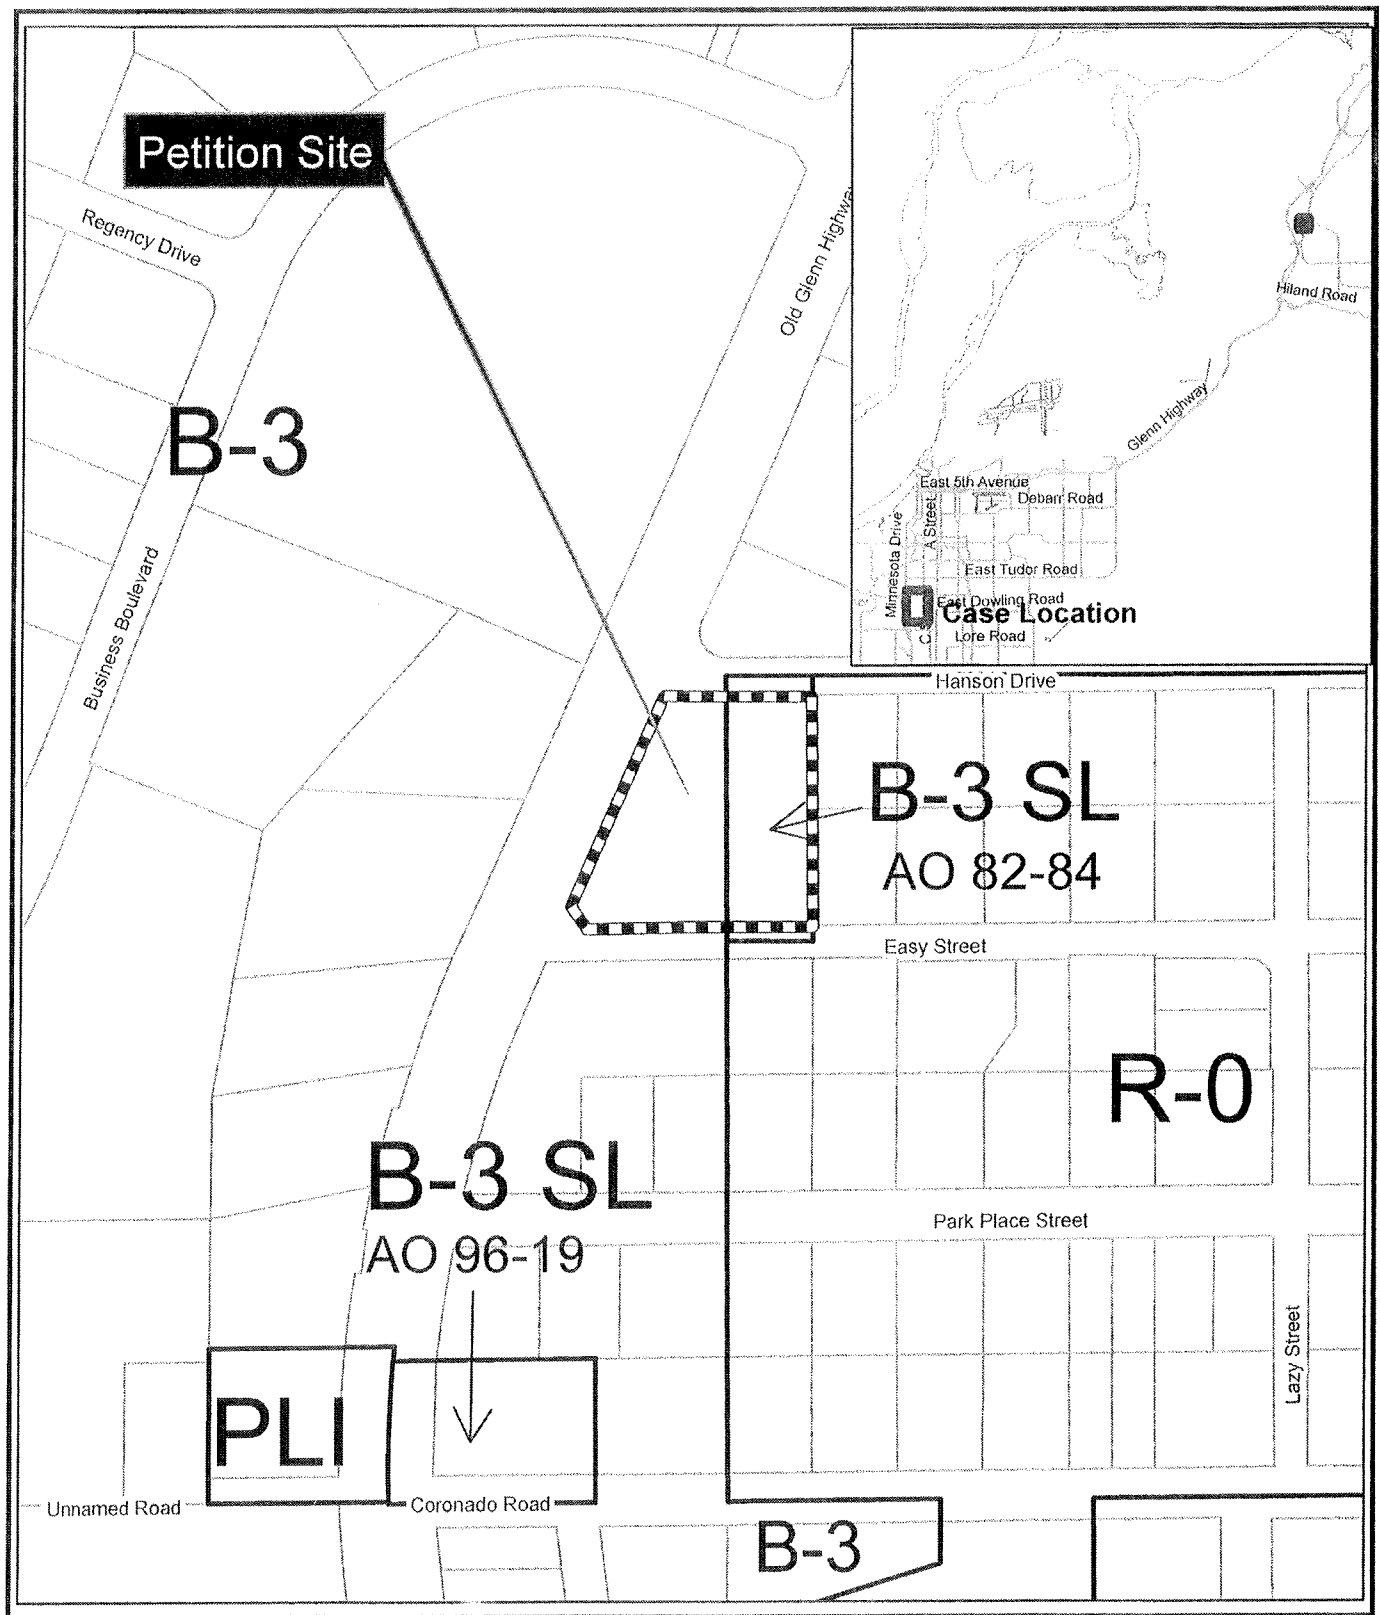 Petition Site
Regency Drive
Old Glenn Highwa
Hiland Road
Glenn Highway
East 5th Avenue
Debarr Road
A Street
Minnesota Drive
East Tudor Road
East Dowling Road
Case Location
C S
Lore Road
B-3
Business Boulevard
Hanson Drive
B-3 SL
AO 82-84
Easy Street
R-0
B-3 SL
AO 96-19
Park Place Street
Lazy Street
PLI
Unnamed Road
Coronado Road
B-3